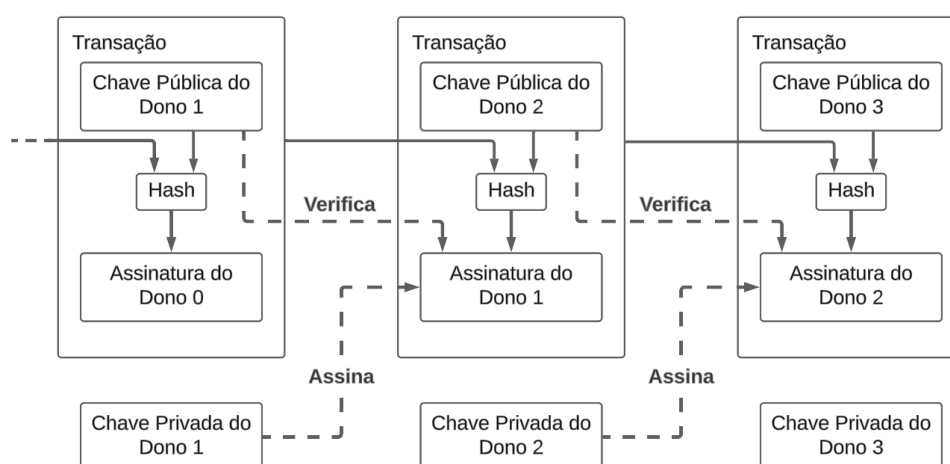 Transação
Transação
Transação
Chave Pública do
Dono 1
Chave Pública do
Dono 2
Chave Pública do
Dono 3
Hash
Hash
Hash
Verifica
Verifica
Assinatura do
Dono 0
Assinatura do
Dono 1
Assinatura do
Dono 2
Assina
Assina
Chave Privada do
Dono 1
Chave Privada do
Dono 2
Chave Privada do
Dono 3